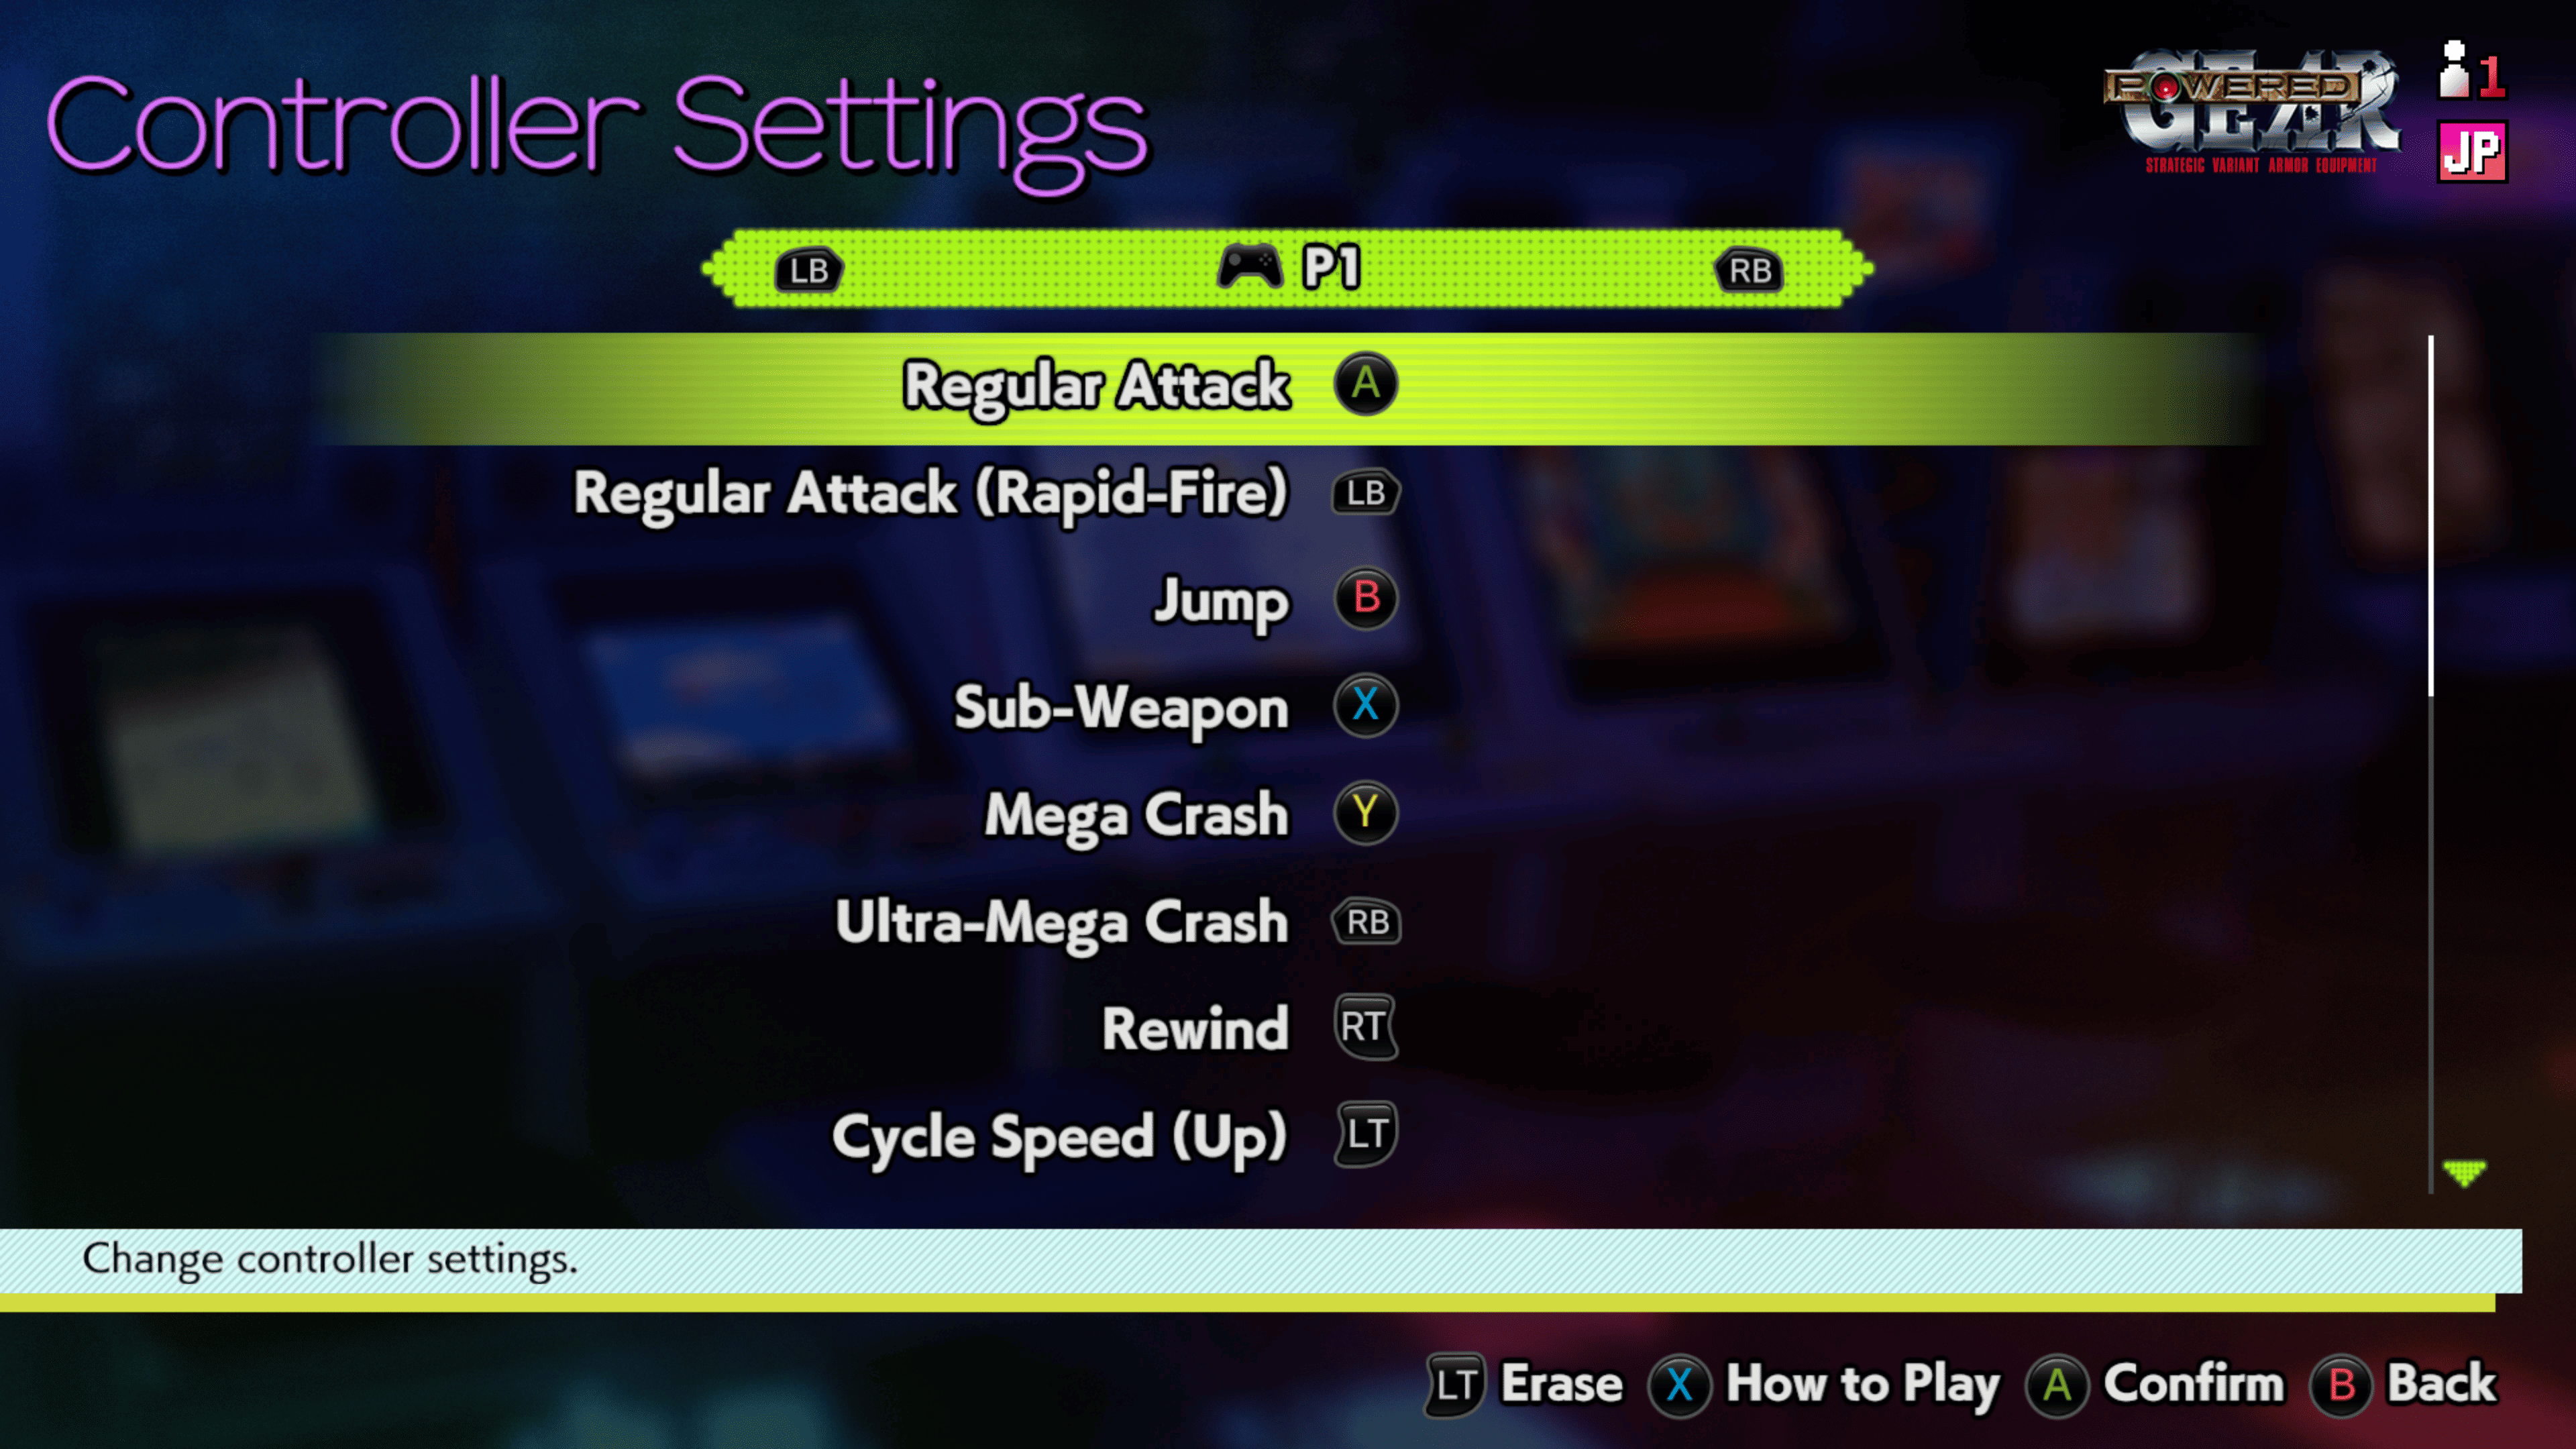 Controller Settings
POWERED
GEAR
STRATEGIC VARIANT ARMOR EQUIPMENT
1
JP
LB P1 RB
Regular Attack A
Regular Attack (Rapid-Fire) LB
Jump B
Sub-Weapon X
Mega Crash Y
Ultra-Mega Crash RB
Rewind RT
Cycle Speed (Up) LT
Change controller settings.
LT Erase X How to Play A Confirm B Back